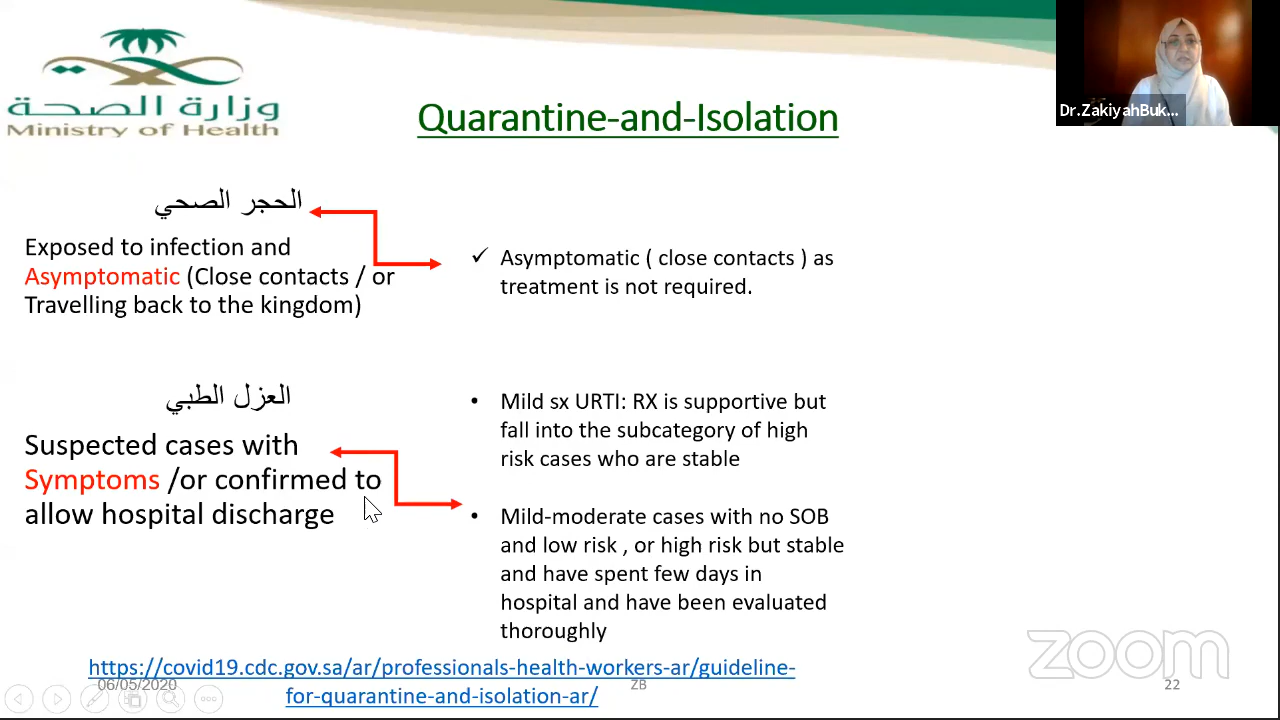 وزارة الصحة
Ministry of Health
Quarantine-and-Isolation
Dr.ZakiyahBuk...
الحجر الصحي
Exposed to infection and
Asymptomatic (Close contacts / or
Travelling back to the kingdom)
✓ Asymptomatic ( close contacts ) as
treatment is not required.
العزل الطبي
Suspected cases with
Symptoms /or confirmed to
allow hospital discharge
• Mild sx URTI: RX is supportive but
fall into the subcategory of high
risk cases who are stable
• Mild-moderate cases with no SOB
and low risk , or high risk but stable
and have spent few days in
hospital and have been evaluated
thoroughly
https://covid19.cdc.gov.sa/ar/professionals-health-workers-ar/guideline-
for-quarantine-and-isolation-ar/
06/05/2020
ZB
22
zoom